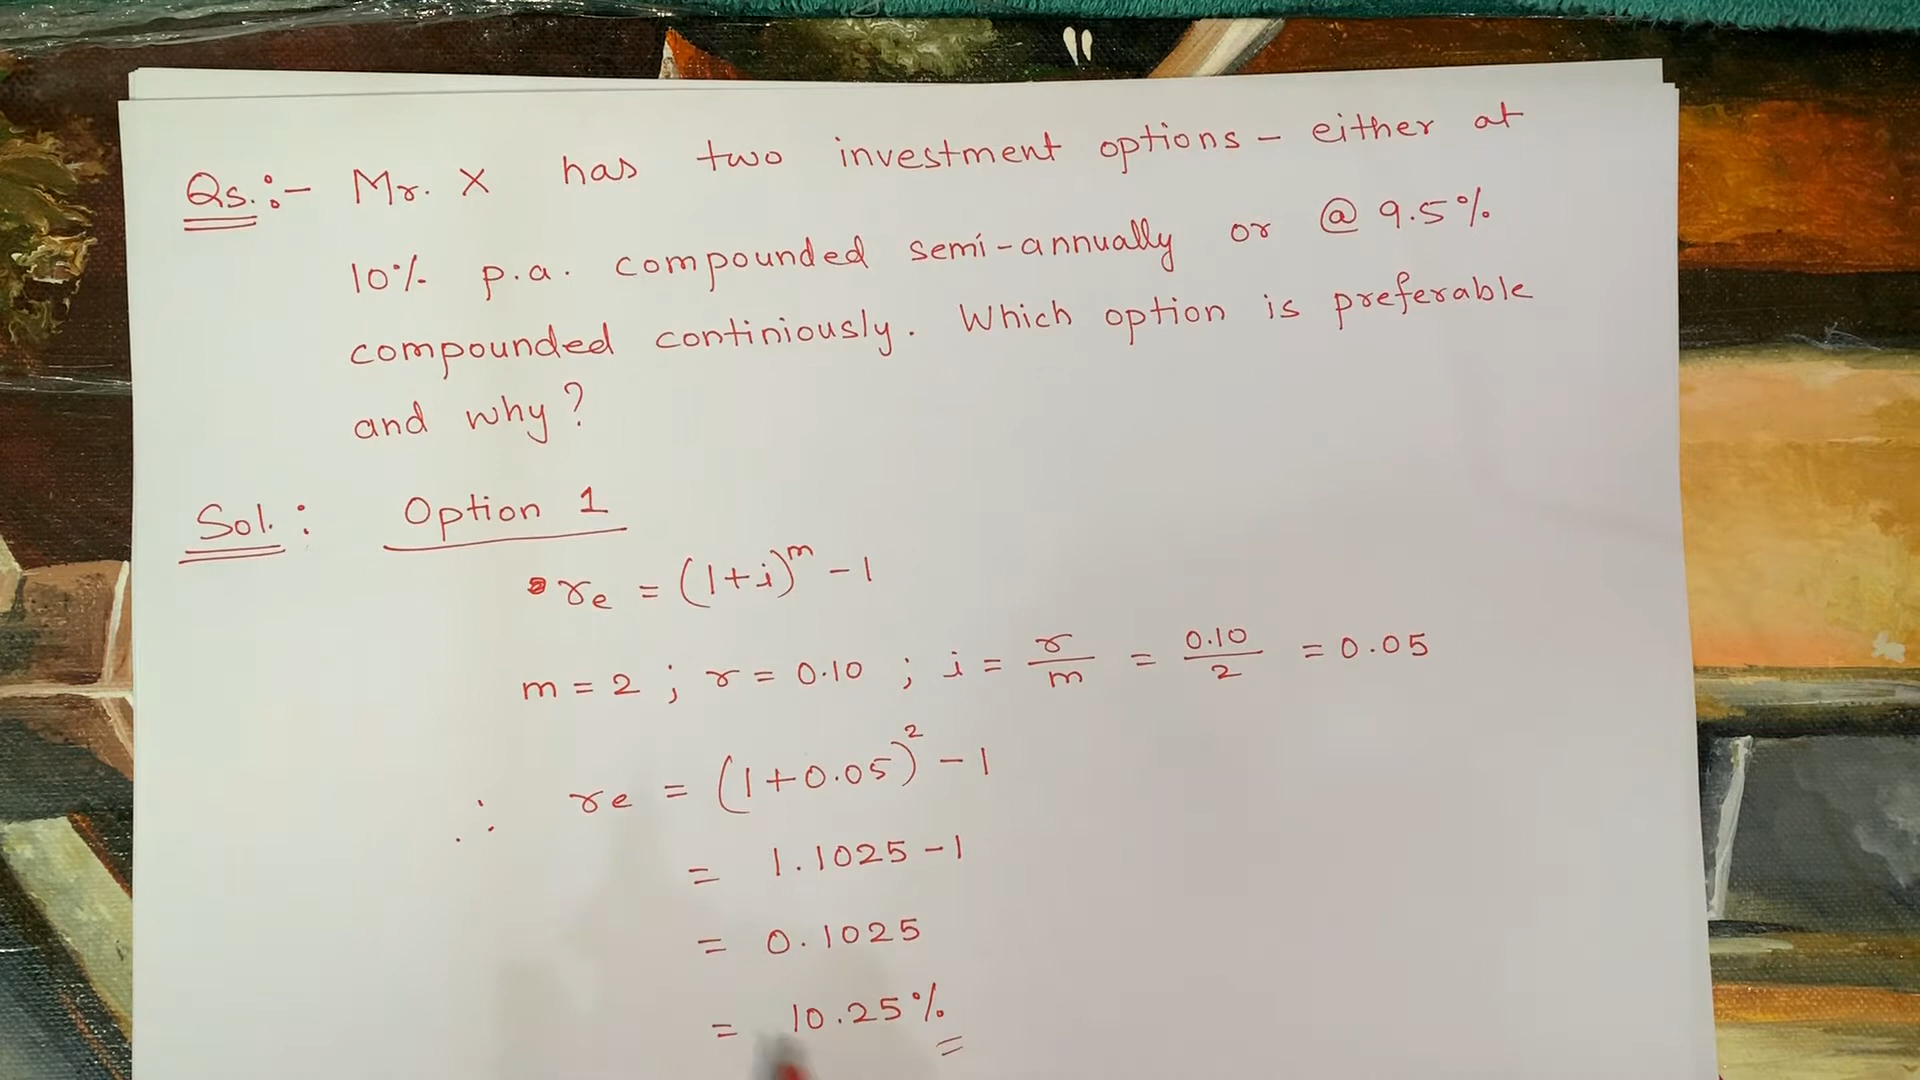 Qs.:- Mr. X has two investment options - either at
10% p.a. compounded semi-annually or @ 9.5%
compounded continiously. Which option is preferable
and why?
Sol. : Option 1
re = (1+i)^m - 1
m = 2 ; r = 0.10 ; i = r/m = 0.10/2 = 0.05
∴ re = (1+0.05)^2 - 1
= 1.1025 - 1
= 0.1025
= 10.25%